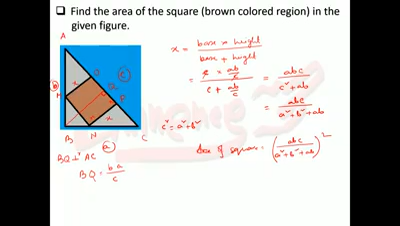 ❑ Find the area of the square (brown colored region) in the
given figure.
A
x = base × height / base + height
= c × ab/c / c + ab/c = abc / c² + ab
= abc / a² + b² + ab
c² = a² + b²
Area of square = (abc / a² + b² + ab)²
b
c
O
Q
P
M
x
x
B
N
C
a
BQ ⊥ AC
BQ = ba / c